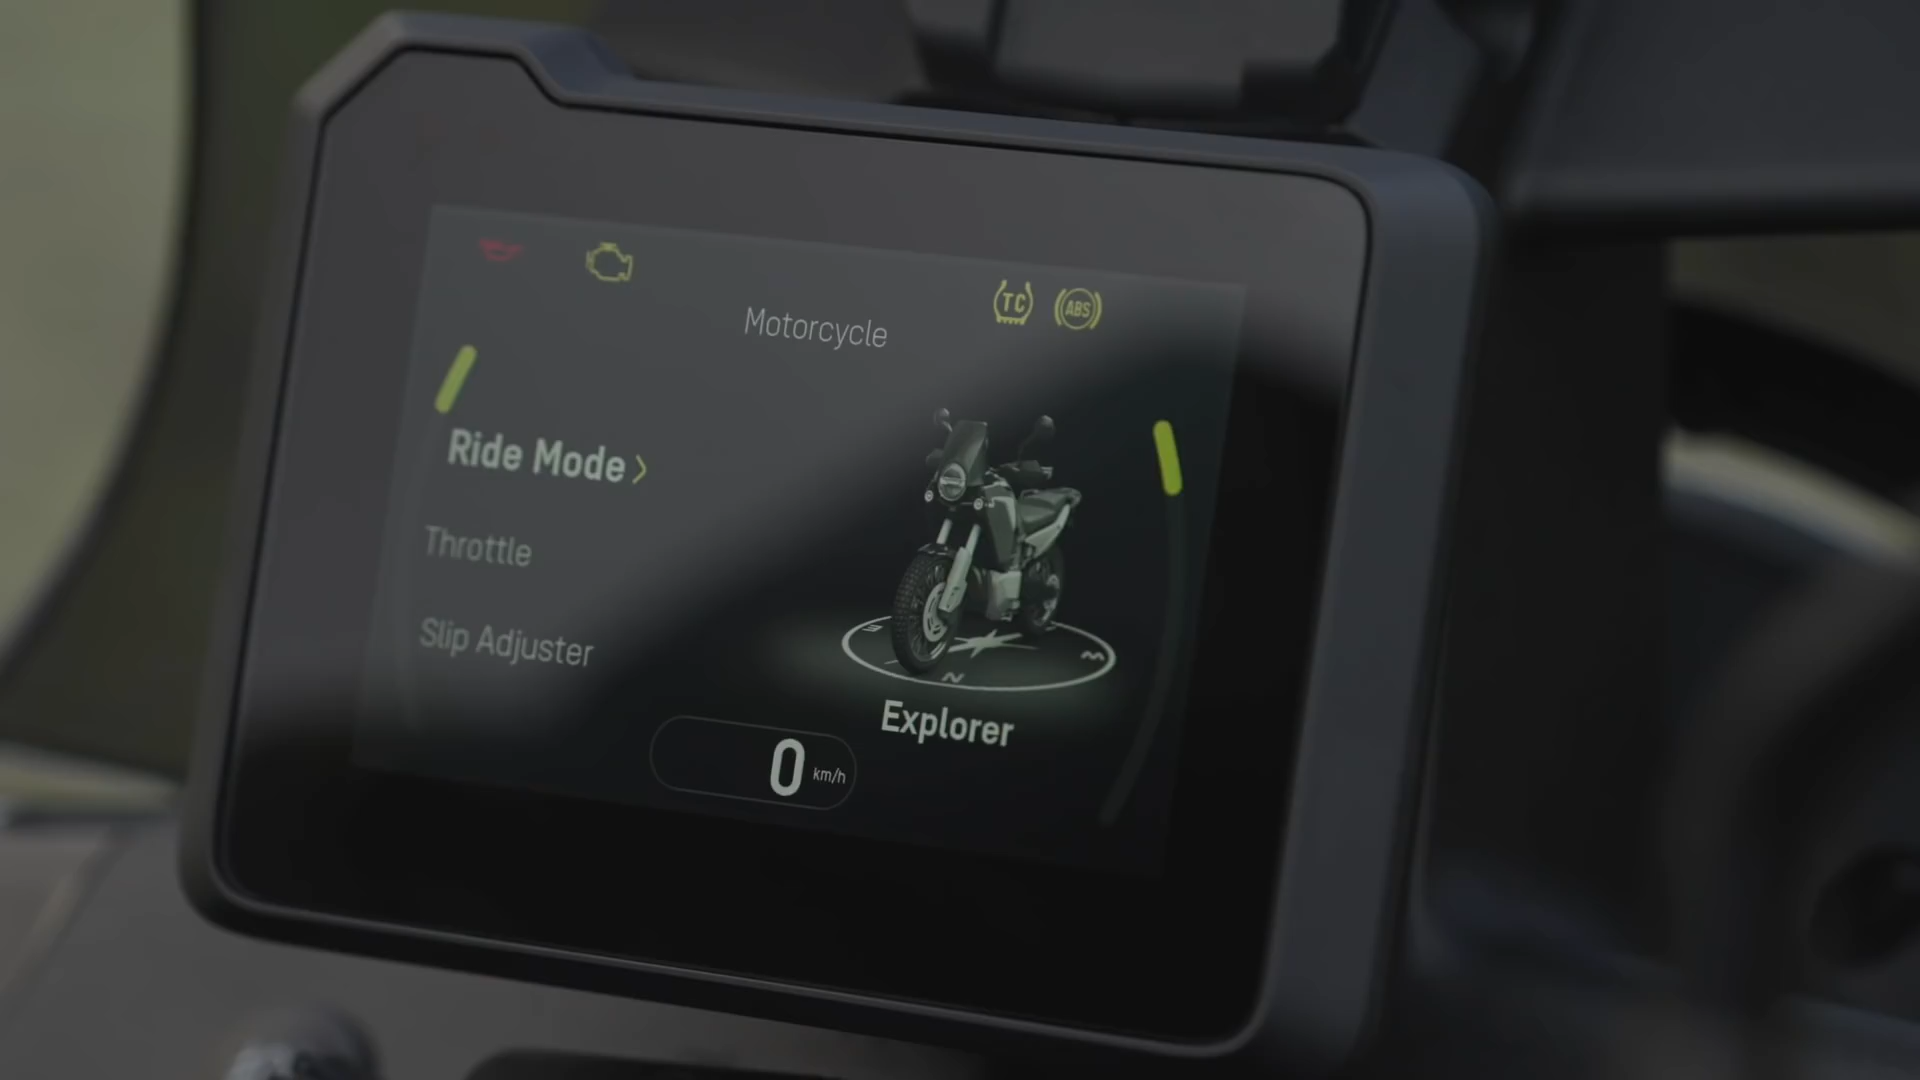 TC
ABS
Motorcycle
Ride Mode >
Throttle
Slip Adjuster
N
E
Explorer
0 km/h